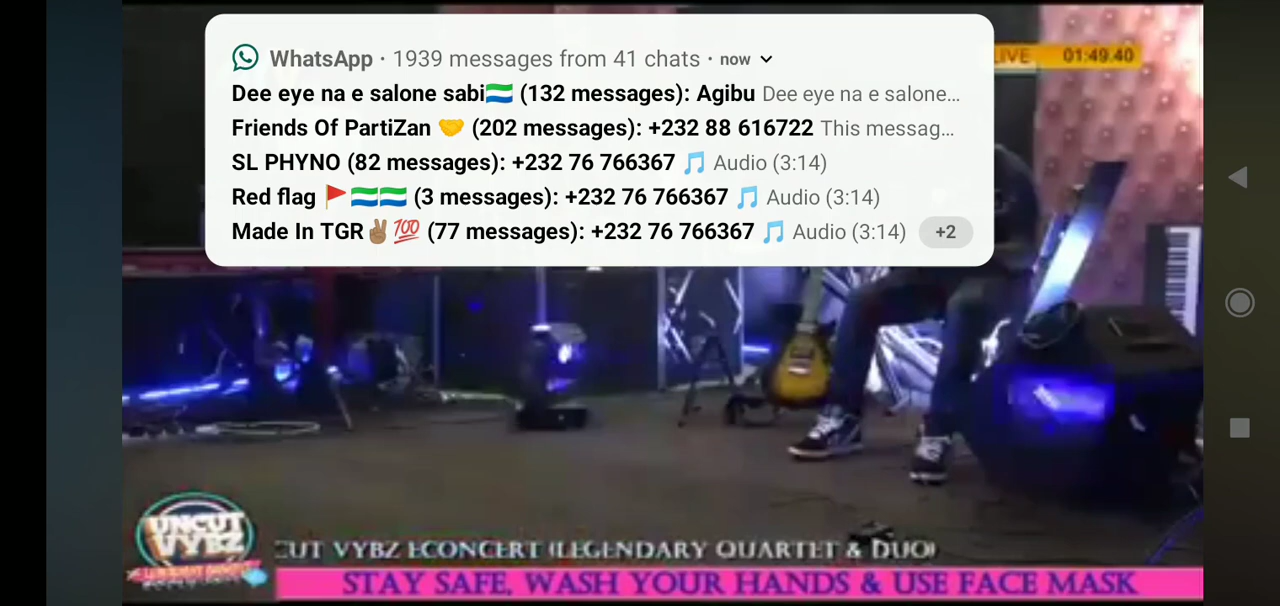 WhatsApp · 1939 messages from 41 chats · now
Dee eye na e salone sabi🇸🇱 (132 messages): Agibu Dee eye na e salone…
Friends Of PartiZan 🤝 (202 messages): +232 88 616722 This messag…
SL PHYNO (82 messages): +232 76 766367 🎵 Audio (3:14)
Red flag 🚩🇸🇱🇸🇱 (3 messages): +232 76 766367 🎵 Audio (3:14)
Made In TGR✌🏽💯 (77 messages): +232 76 766367 🎵 Audio (3:14) +2
LIVE 01:49.40
UNCUT
VYBZ
CUT VYBZ ECONCERT (LEGENDARY QUARTET & DUO)
STAY SAFE, WASH YOUR HANDS & USE FACE MASK